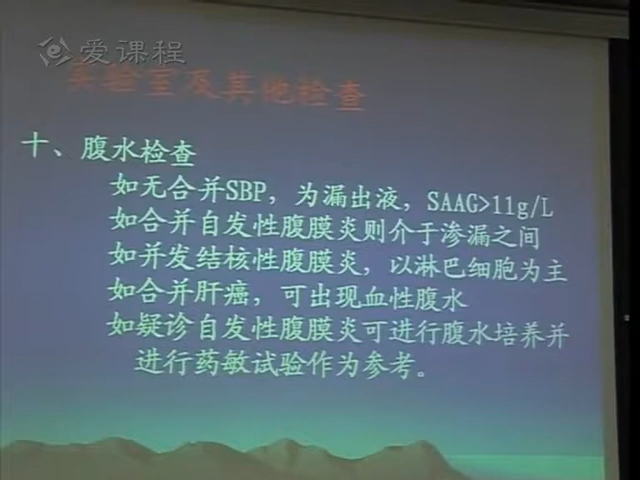 爱课程
实验室及其他检查
十、腹水检查
如无合并SBP，为漏出液，SAAG>11g/L
如合并自发性腹膜炎则介于渗漏之间
如并发结核性腹膜炎，以淋巴细胞为主
如合并肝癌，可出现血性腹水
如疑诊自发性腹膜炎可进行腹水培养并
进行药敏试验作为参考。